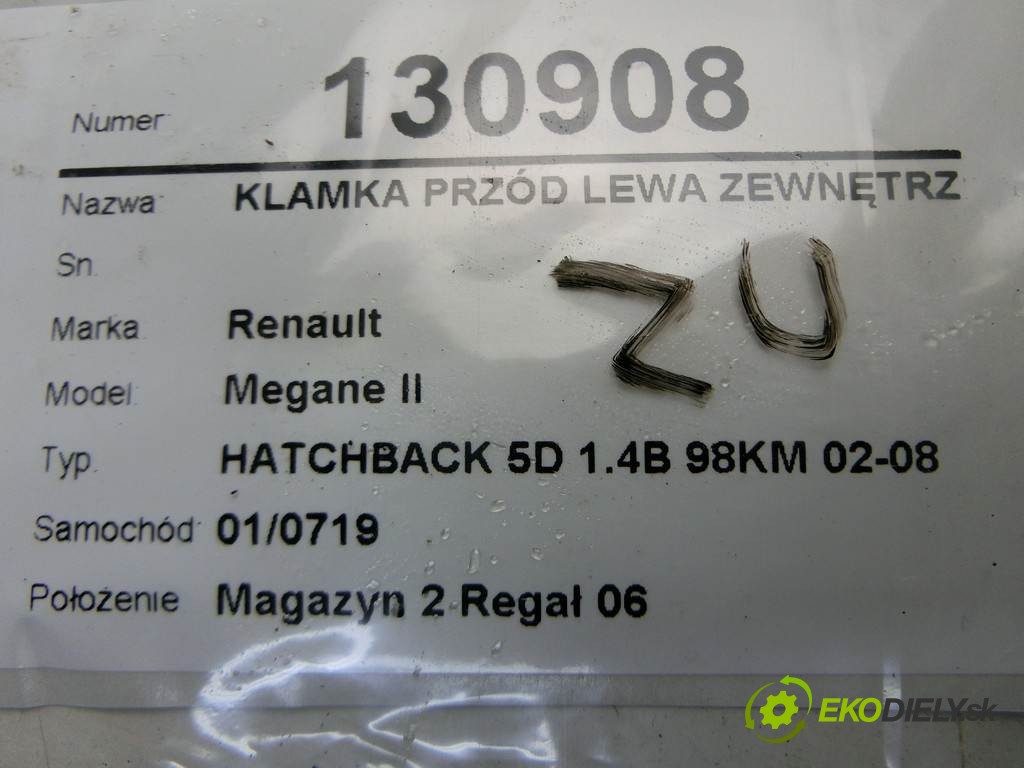 Numer 130908
Nazwa KLAMKA PRZÓD LEWA ZEWNĘTRZ
Sn.
ZU
Marka Renault
Model Megane II
Typ. HATCHBACK 5D 1.4B 98KM 02-08
Samochód 01/0719
Położenie Magazyn 2 Regał 06
EKODIELY.sk